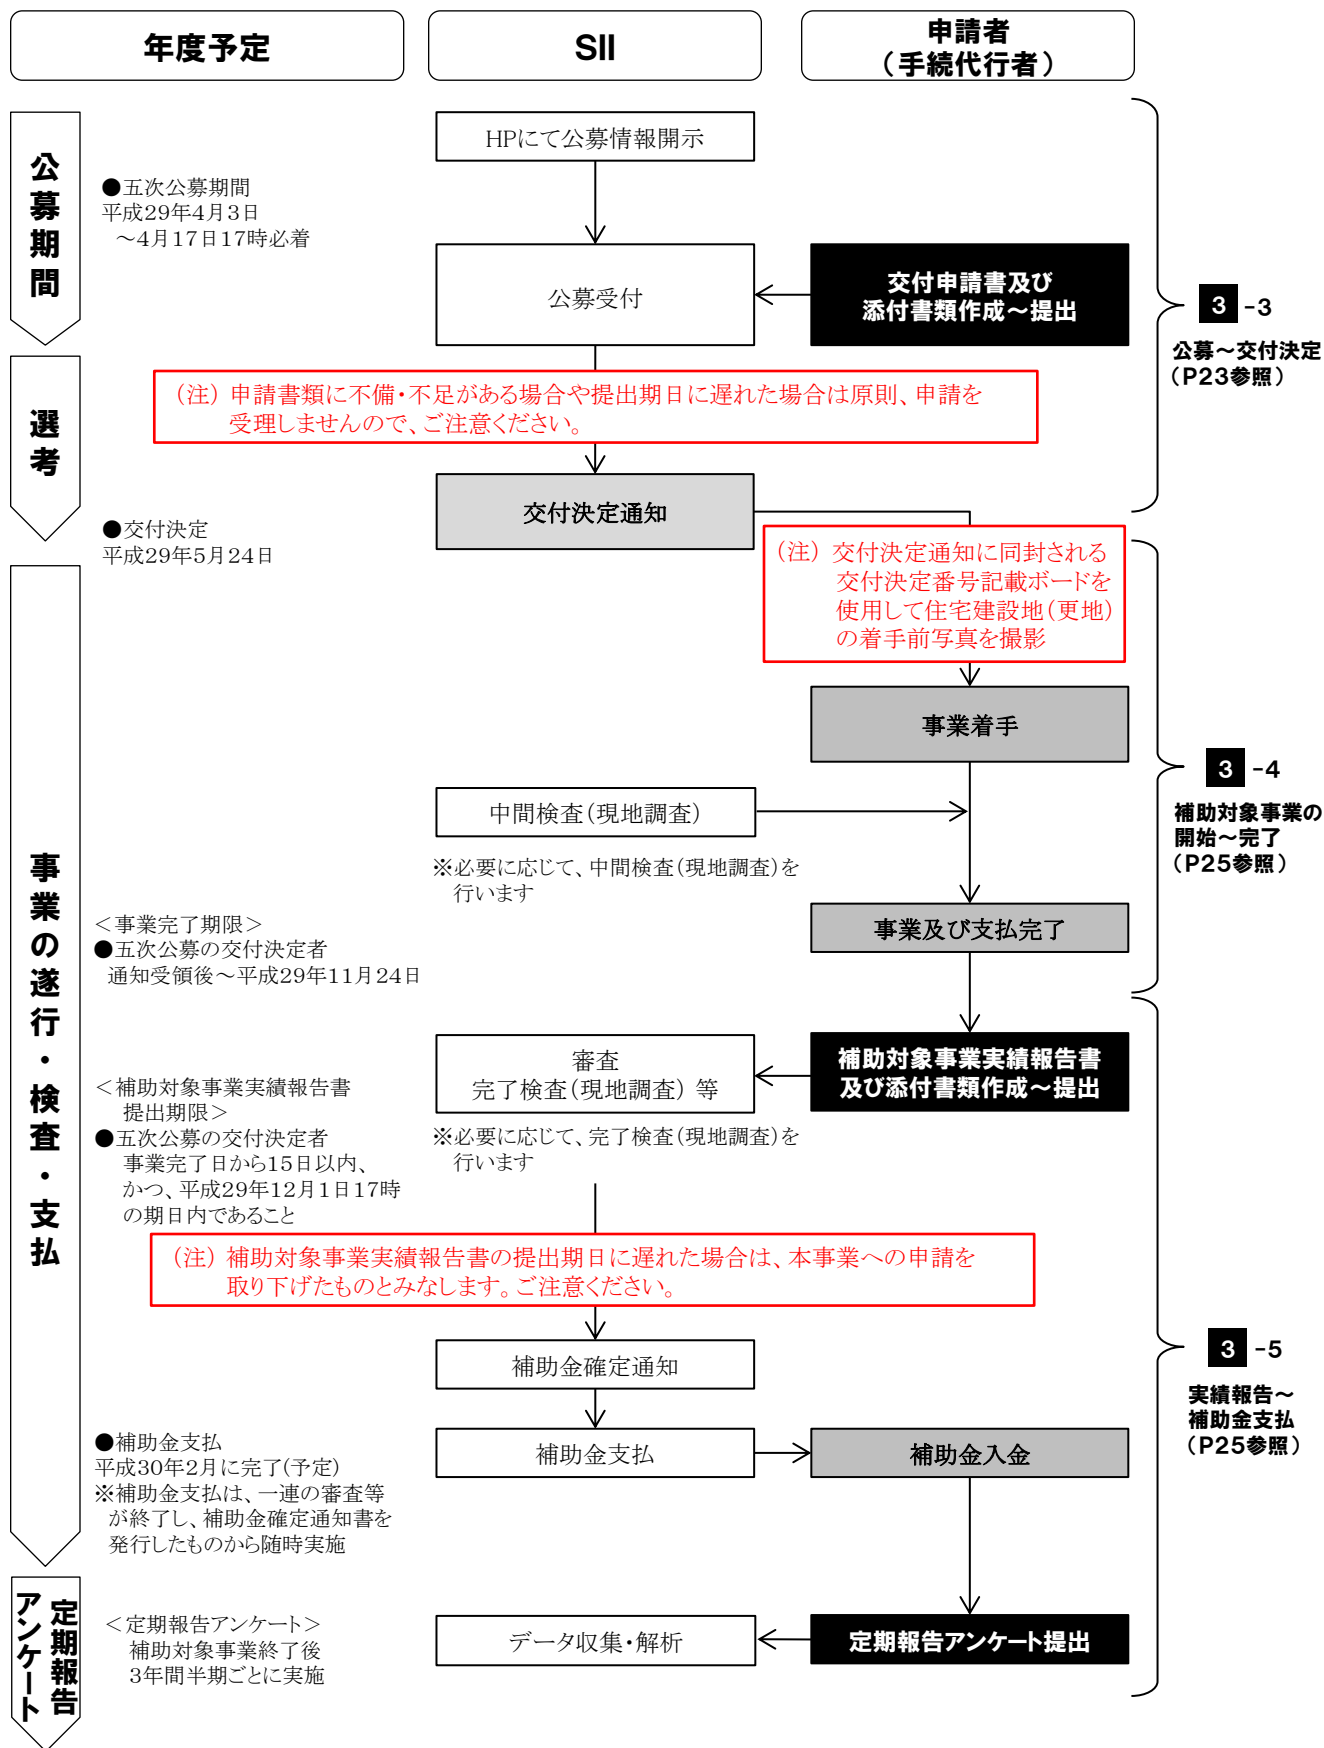 年度予定
SII
申請者
（手続代行者）
公募期間
HPにて公募情報開示
●五次公募期間
平成29年4月3日
～4月17日17時必着
公募受付
交付申請書及び
添付書類作成～提出
3 -3
公募～交付決定
（P23参照）
選考
（注）申請書類に不備・不足がある場合や提出期日に遅れた場合は原則、申請を
受理しませんので、ご注意ください。
交付決定通知
●交付決定
平成29年5月24日
（注）交付決定通知に同封される
交付決定番号記載ボードを
使用して住宅建設地（更地）
の着手前写真を撮影
事業の遂行・検査・支払
事業着手
3 -4
補助対象事業の
開始～完了
（P25参照）
中間検査（現地調査）
※必要に応じて、中間検査（現地調査）を
行います
＜事業完了期限＞
●五次公募の交付決定者
通知受領後～平成29年11月24日
事業及び支払完了
審査
完了検査（現地調査）等
補助対象事業実績報告書
及び添付書類作成～提出
＜補助対象事業実績報告書
提出期限＞
●五次公募の交付決定者
事業完了日から15日以内、
かつ、平成29年12月1日17時
の期日内であること
※必要に応じて、完了検査（現地調査）を
行います
（注）補助対象事業実績報告書の提出期日に遅れた場合は、本事業への申請を
取り下げたものとみなします。ご注意ください。
補助金確定通知
3 -5
実績報告～
補助金支払
（P25参照）
●補助金支払
平成30年2月に完了(予定)
※補助金支払は、一連の審査等
が終了し、補助金確定通知書を
発行したものから随時実施
補助金支払
補助金入金
定期報告
アンケート
＜定期報告アンケート＞
補助対象事業終了後
3年間半期ごとに実施
データ収集・解析
定期報告アンケート提出